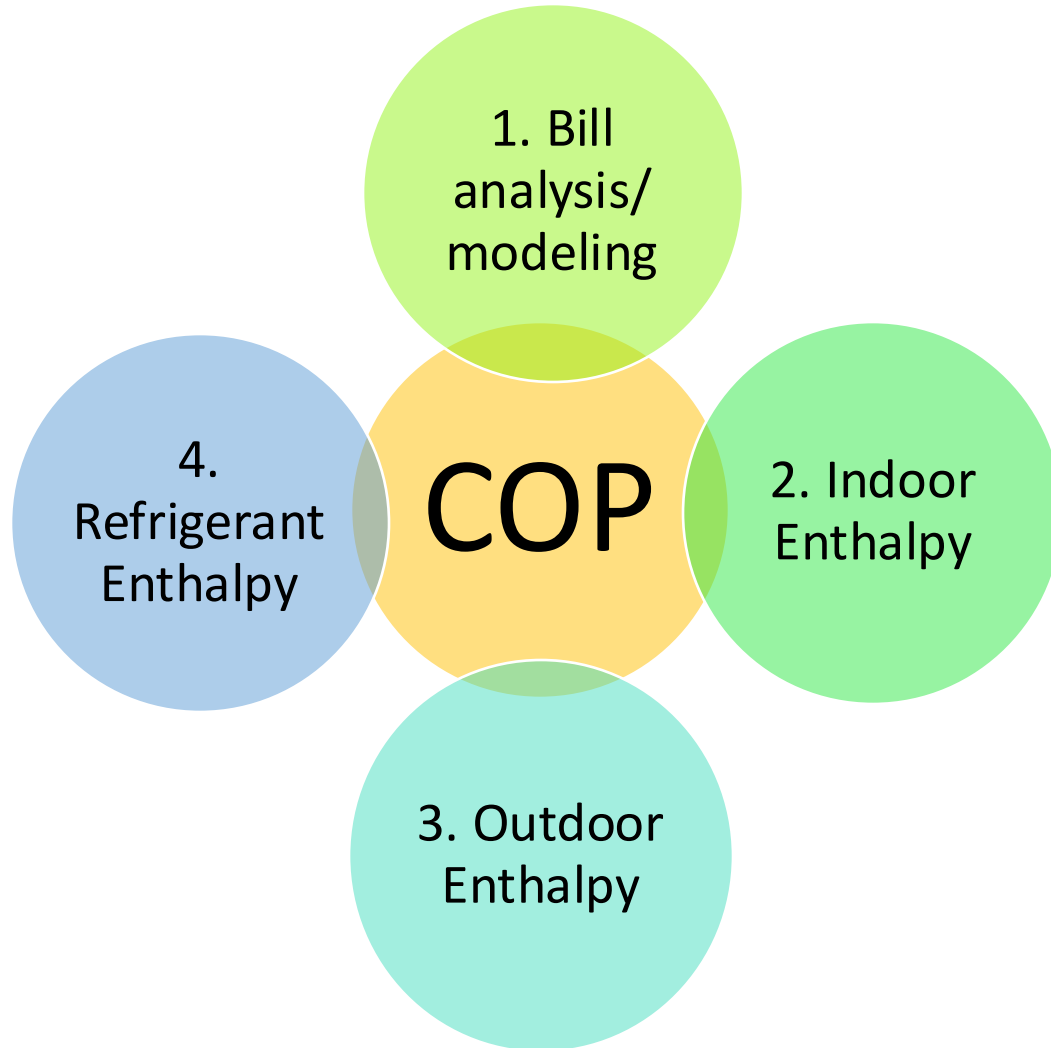 1. Bill
analysis/
modeling
COP
2. Indoor
Enthalpy
3. Outdoor
Enthalpy
4.
Refrigerant
Enthalpy